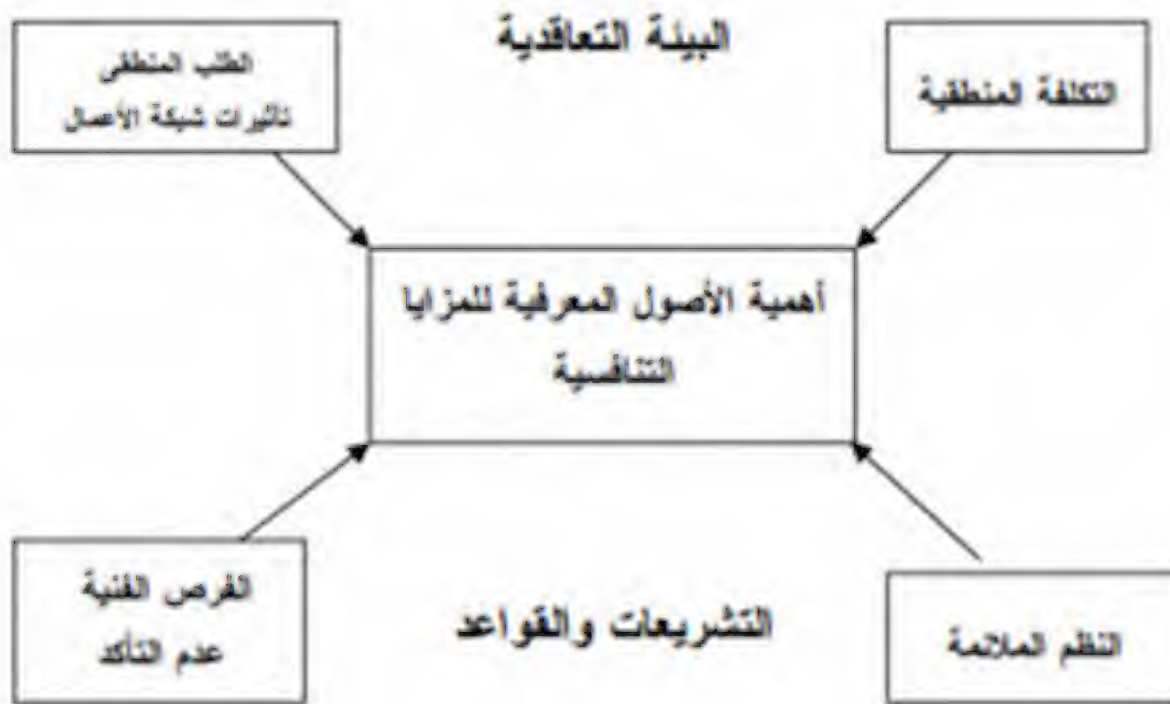 البيئة التعاقدية
التكلفة المنطقية
الطلب المنطقى
تأثيرات شبكة الأعمال
أهمية الأصول المعرفية للمزايا
التنافسية
النظم الملائمة
التشريعات والقواعد
الفرص الفنية
عدم التأكد